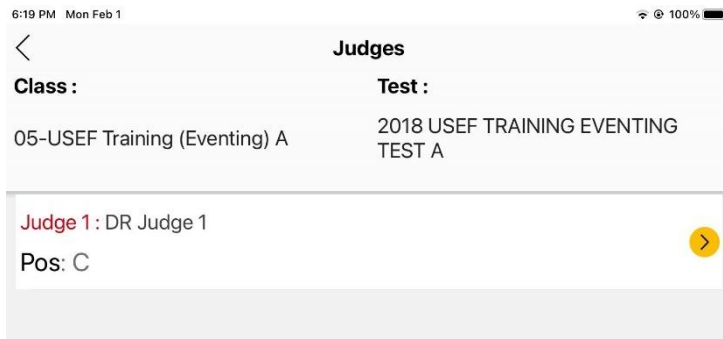 6:19 PM Mon Feb 1
100%
Judges
Class :
Test :
05-USEF Training (Eventing) A
2018 USEF TRAINING EVENTING
TEST A
Judge 1 : DR Judge 1
Pos: C